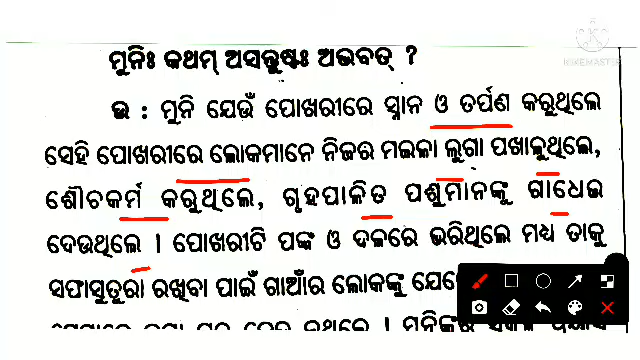 ମୁନିଃ କଥମ୍ ଅସନ୍ତୁଷ୍ଟଃ ଅଭବତ୍ ?
ଉ : ମୁନି ଯେଉଁ ପୋଖରୀରେ ସ୍ନାନ ଓ ତର୍ପଣ କରୁଥିଲେ
ସେହି ପୋଖରୀରେ ଲୋକମାନେ ନିଜର ମଇଳା ଲୁଗା ପଖାଳୁଥିଲେ,
ଶୌଚକର୍ମ କରୁଥିଲେ, ଗୃହପାଳିତ ପଶୁମାନଙ୍କୁ ଗାଧେଇ
ଦେଉଥିଲେ । ପୋଖରୀଟି ପଙ୍କ ଓ ଦଳରେ ଭରିଥିଲେ ମଧ୍ୟ ତାକୁ
ସଫାସୁତୁରା ରଖିବା ପାଇଁ ଗାଆଁର ଲୋକଙ୍କୁ
KINEMASTER